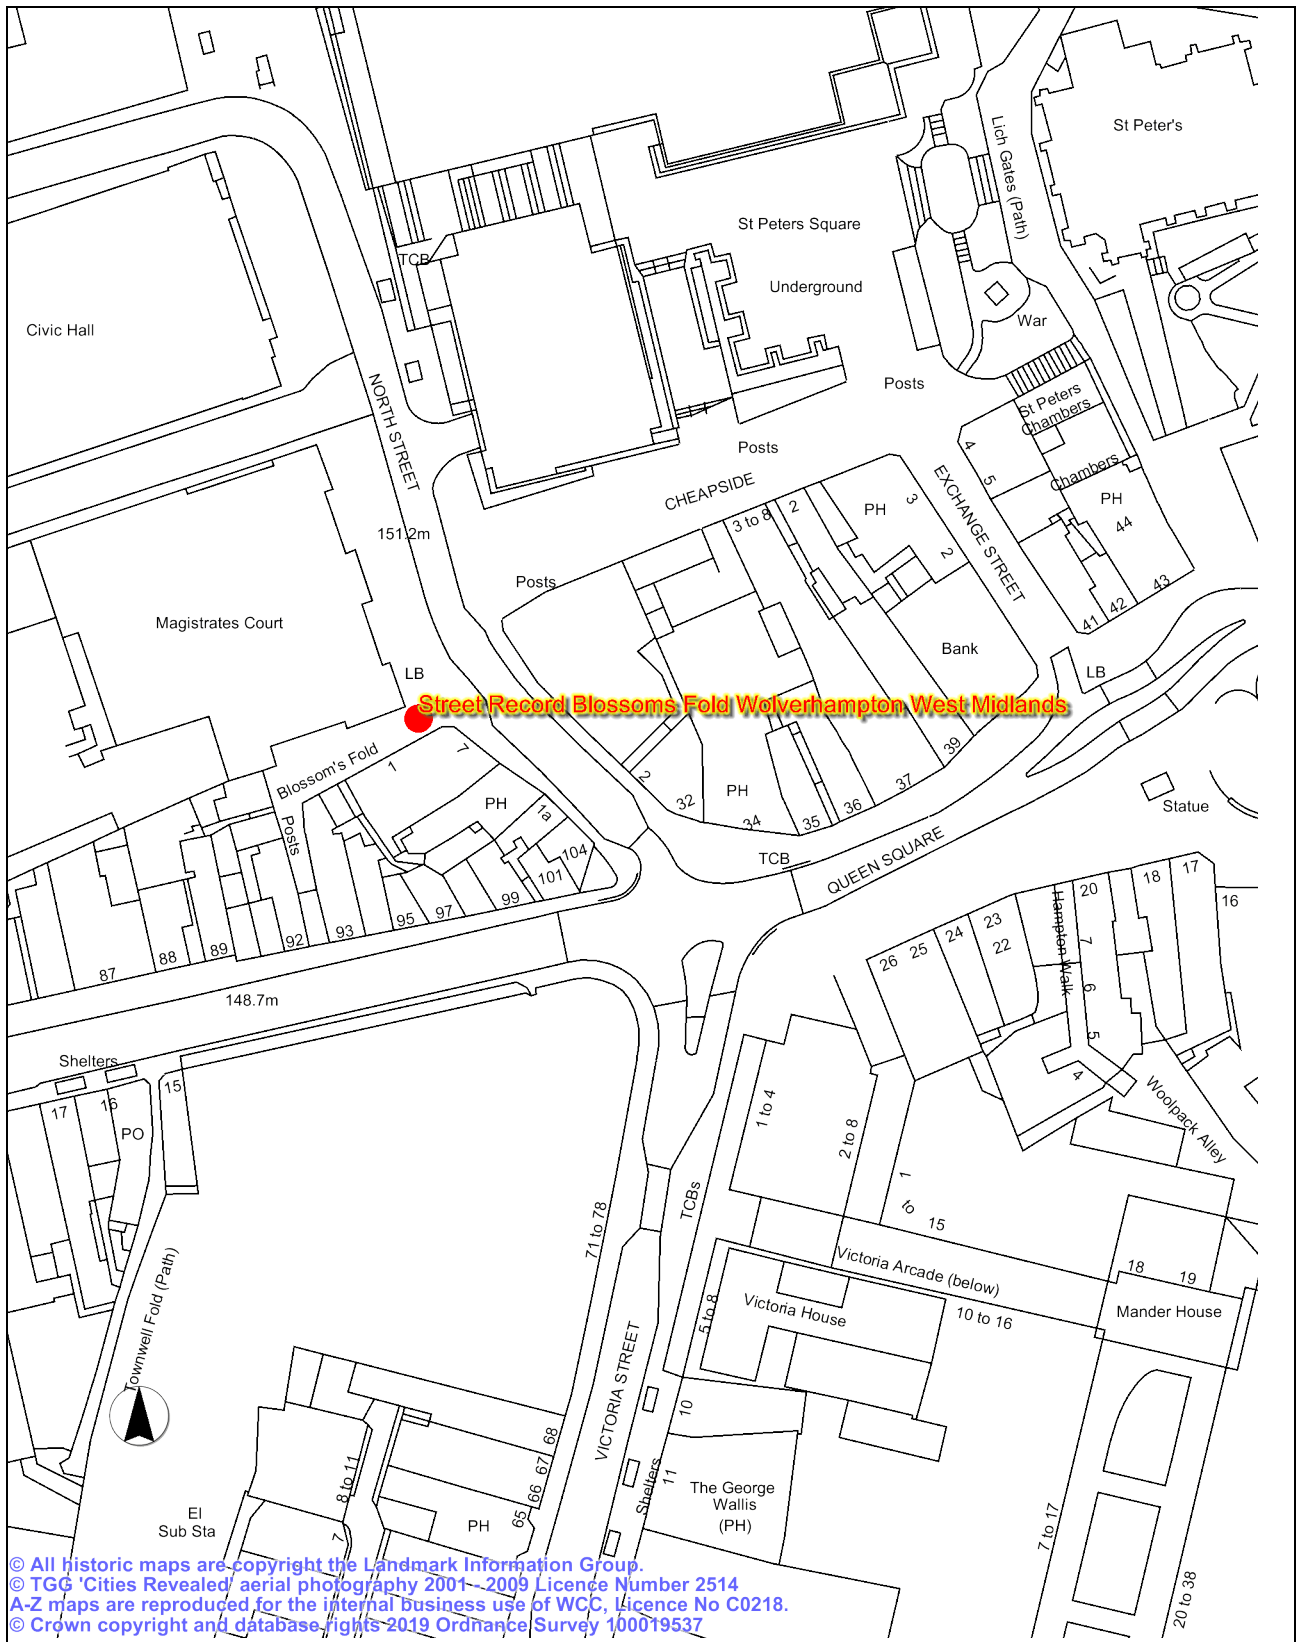 St Peter's
Lich Gates (Path)
St Peters Square
TCB
Underground
Civic Hall
War
NORTH STREET
Posts
St Peters
Chambers
Posts
4
5
Chambers
CHEAPSIDE
EXCHANGE STREET
3 to 8
2
PH
3
2
PH
44
151.2m
Posts
43
42
41
Magistrates Court
Bank
LB
LB
Street Record Blossoms Fold Wolverhampton West Midlands
Blossom's Fold
1
7
39
2
32
PH
34
35
36
37
PH
1a
Statue
Posts
104
101
TCB
QUEEN SQUARE
99
97
95
93
92
89
88
87
17
18
20
16
Hampton Walk
7
6
5
4
23
22
24
25
26
148.7m
Shelters
15
17
16
PO
Woolpack Alley
1 to 4
2 to 8
1
to
15
TCBs
71 to 78
Victoria Arcade (below)
18
19
Townwell Fold (Path)
5 to 8
Victoria House
10 to 16
Mander House
VICTORIA STREET
10
68
67
66
65
8 to 11
7
11
Shelters
The George
Wallis
(PH)
El
Sub Sta
PH
7 to 17
20 to 38
© All historic maps are copyright the Landmark Information Group.
© TGG 'Cities Revealed' aerial photography 2001 - 2009 Licence Number 2514
A-Z maps are reproduced for the internal business use of WCC, Licence No C0218.
© Crown copyright and database rights 2019 Ordnance Survey 100019537